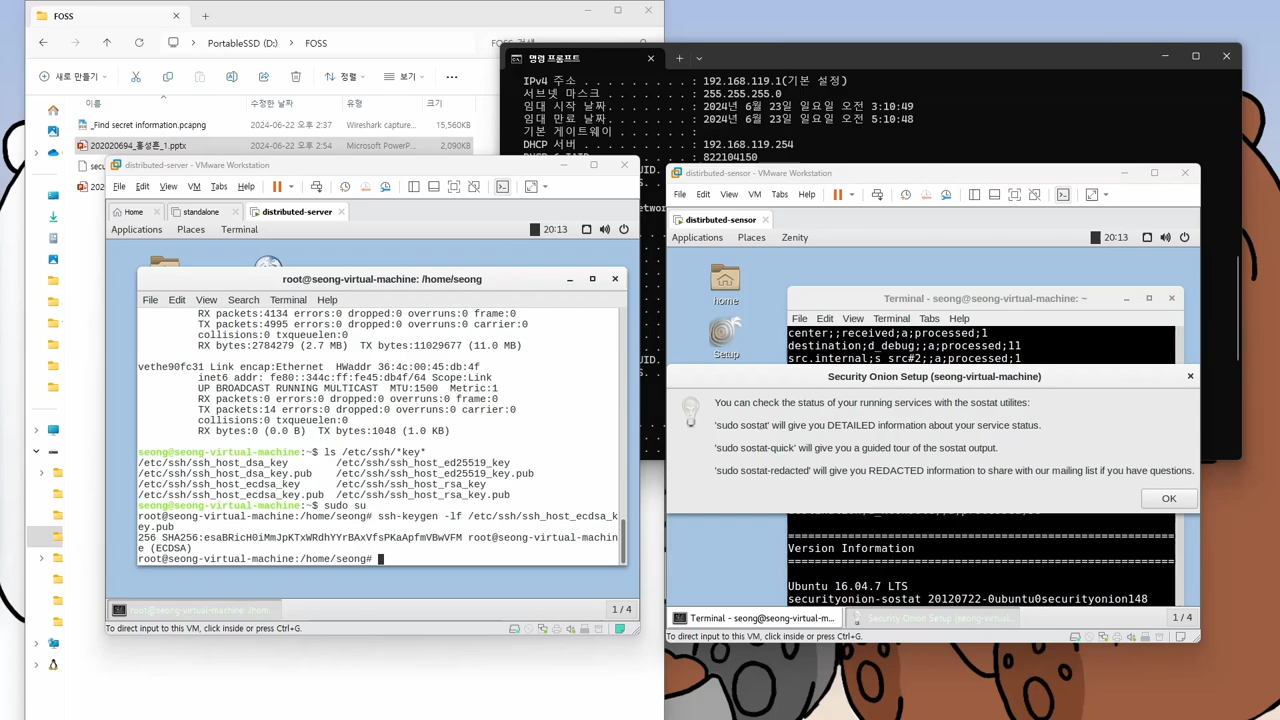 FOSS
PortableSSD (D:)
FOSS
FOSS 검색
새로 만들기
정렬
보기
이름
수정한 날짜
유형
크기
_Find secret information.pcapng
2024-06-22 오후 2:37
Wireshark capture...
15,560KB
202020694_홍성훈_1.pptx
2024-06-22 오후 5:54
Microsoft PowerP...
2,090KB
명령 프롬프트
IPv4 주소 . . . . . . . . . : 192.168.119.1(기본 설정)
서브넷 마스크 . . . . . . . : 255.255.255.0
임대 시작 날짜. . . . . . . : 2024년 6월 23일 일요일 오전 3:10:49
임대 만료 날짜. . . . . . . : 2024년 6월 23일 일요일 오전 5:10:48
기본 게이트웨이 . . . . . . :
DHCP 서버 . . . . . . . . . : 192.168.119.254
: 822104150
distributed-server - VMware Workstation
File Edit View VM Tabs Help
Home
standalone
distributed-server
Applications Places Terminal
20:13
root@seong-virtual-machine: /home/seong
File Edit View Search Terminal Help
RX packets:4134 errors:0 dropped:0 overruns:0 frame:0
TX packets:4995 errors:0 dropped:0 overruns:0 carrier:0
collisions:0 txqueuelen:0
RX bytes:2784279 (2.7 MB)  TX bytes:11029677 (11.0 MB)
vethe90fc31 Link encap:Ethernet  HWaddr 36:4c:00:45:db:4f
inet6 addr: fe80::344c:ff:fe45:db4f/64 Scope:Link
UP BROADCAST RUNNING MULTICAST  MTU:1500  Metric:1
RX packets:0 errors:0 dropped:0 overruns:0 frame:0
TX packets:14 errors:0 dropped:0 overruns:0 carrier:0
collisions:0 txqueuelen:0
RX bytes:0 (0.0 B)  TX bytes:1048 (1.0 KB)
seong@seong-virtual-machine:~$ ls /etc/ssh/*key*
/etc/ssh/ssh_host_dsa_key /etc/ssh/ssh_host_ed25519_key
/etc/ssh/ssh_host_dsa_key.pub /etc/ssh/ssh_host_ed25519_key.pub
/etc/ssh/ssh_host_ecdsa_key /etc/ssh/ssh_host_rsa_key
/etc/ssh/ssh_host_ecdsa_key.pub /etc/ssh/ssh_host_rsa_key.pub
seong@seong-virtual-machine:~$ sudo su
root@seong-virtual-machine:/home/seong# ssh-keygen -lf /etc/ssh/ssh_host_ecdsa_k
ey.pub
256 SHA256:esaBRicH0iMmJpKTxWRdhYYrBAxVfsPKaApfmVBwVFM root@seong-virtual-machin
e (ECDSA)
root@seong-virtual-machine:/home/seong#
root@seong-virtual-machine: /hom...
1 / 4
To direct input to this VM, click inside or press Ctrl+G.
distirbuted-sensor - VMware Workstation
File Edit View VM Tabs Help
distirbuted-sensor
Applications Places Zenity
20:13
home
Setup
Terminal - seong@seong-virtual-machine: ~
File Edit View Terminal Tabs Help
center;;received;a;processed;1
destination;d_debug;;a;processed;11
src.internal;s_src#2;;a;processed;1
Security Onion Setup (seong-virtual-machine)
You can check the status of your running services with the sostat utilites:
'sudo sostat' will give you DETAILED information about your service status.
'sudo sostat-quick' will give you a guided tour of the sostat output.
'sudo sostat-redacted' will give you REDACTED information to share with our mailing list if you have questions.
OK
=========================================================================
Version Information
=========================================================================
Ubuntu 16.04.7 LTS
securityonion-sostat 20120722-0ubuntu0securityonion148
Terminal - seong@seong-virtual-m...
Security Onion Setup (seong-virtual...
1 / 4
To direct input to this VM, click inside or press Ctrl+G.